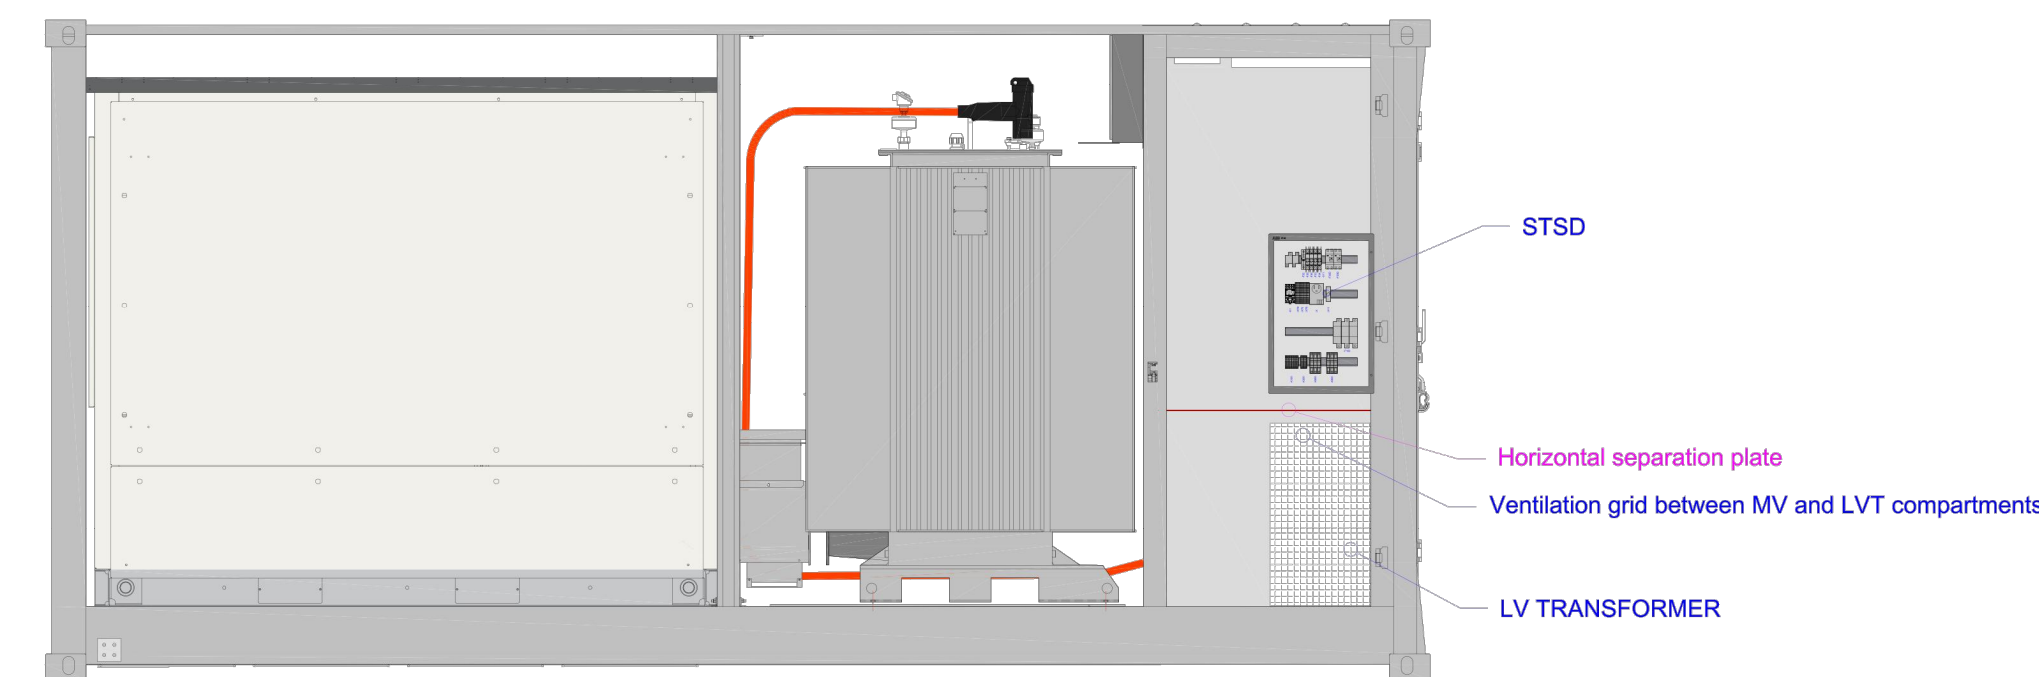 STSD
Horizontal separation plate
Ventilation grid between MV and LVT compartments
LV TRANSFORMER